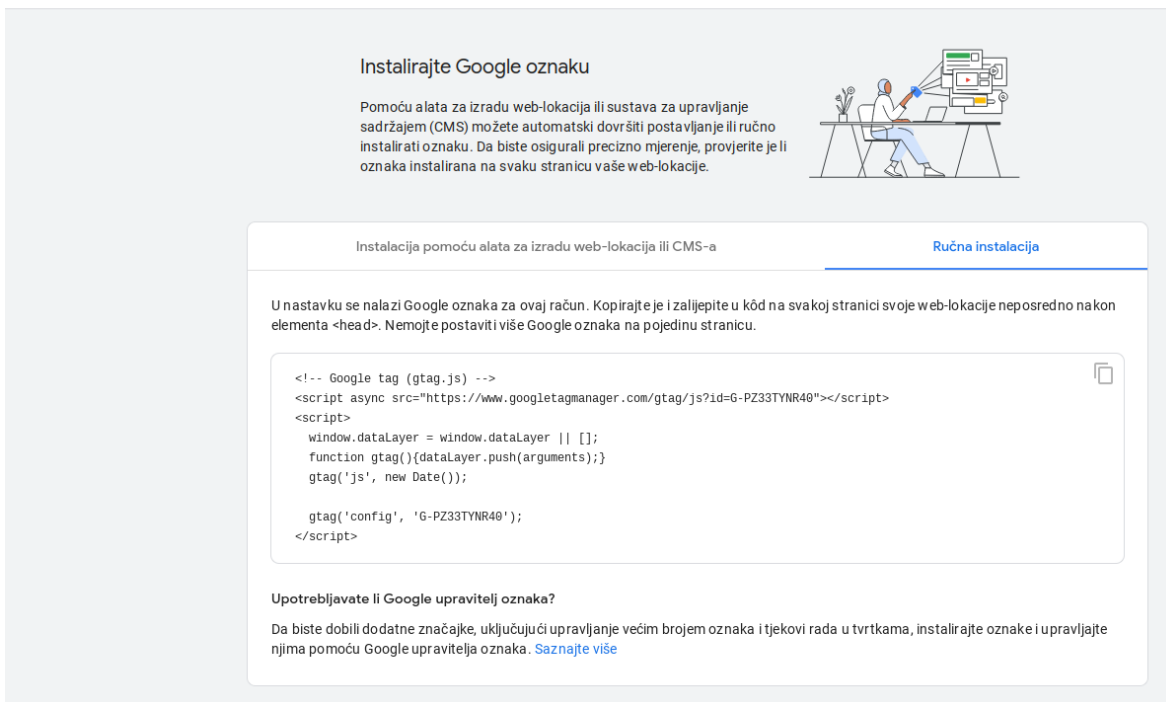 Instalirajte Google oznaku
Pomoću alata za izradu web-lokacija ili sustava za upravljanje
sadržajem (CMS) možete automatski dovršiti postavljanje ili ručno
instalirati oznaku. Da biste osigurali precizno mjerenje, provjerite je li
oznaka instalirana na svaku stranicu vaše web-lokacije.
Instalacija pomoću alata za izradu web-lokacija ili CMS-a
Ručna instalacija
U nastavku se nalazi Google oznaka za ovaj račun. Kopirajte je i zalijepite u kôd na svakoj stranici svoje web-lokacije neposredno nakon
elementa <head>. Nemojte postaviti više Google oznaka na pojedinu stranicu.
<!-- Google tag (gtag.js) -->
<script async src="https://www.googletagmanager.com/gtag/js?id=G-PZ33TYNR40"></script>
<script>
  window.dataLayer = window.dataLayer || [];
  function gtag(){dataLayer.push(arguments);}
  gtag('js', new Date());

  gtag('config', 'G-PZ33TYNR40');
</script>
Upotrebljavate li Google upravitelj oznaka?
Da biste dobili dodatne značajke, uključujući upravljanje većim brojem oznaka i tjekovi rada u tvrtkama, instalirajte oznake i upravljajte
njima pomoću Google upravitelja oznaka. Saznajte više